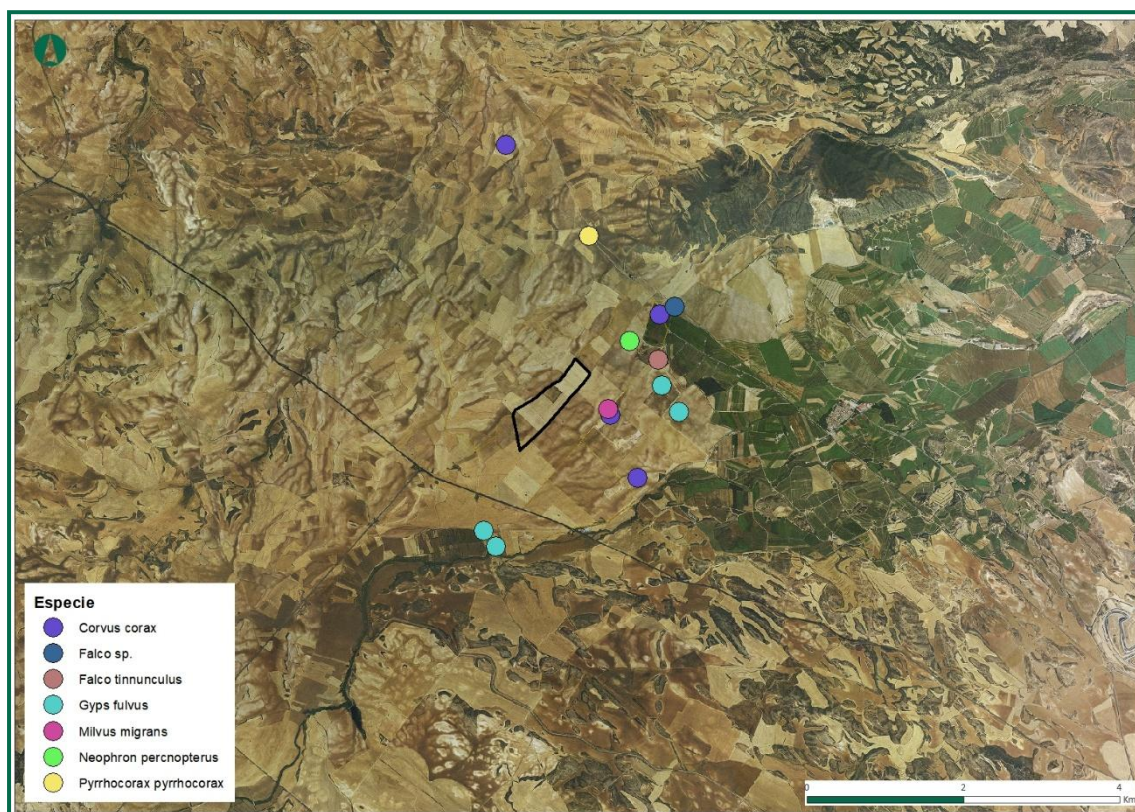 Especie
Corvus corax
Falco sp.
Falco tinnunculus
Gyps fulvus
Milvus migrans
Neophron percnopterus
Pyrrhocorax pyrrhocorax
0 2 4
Km